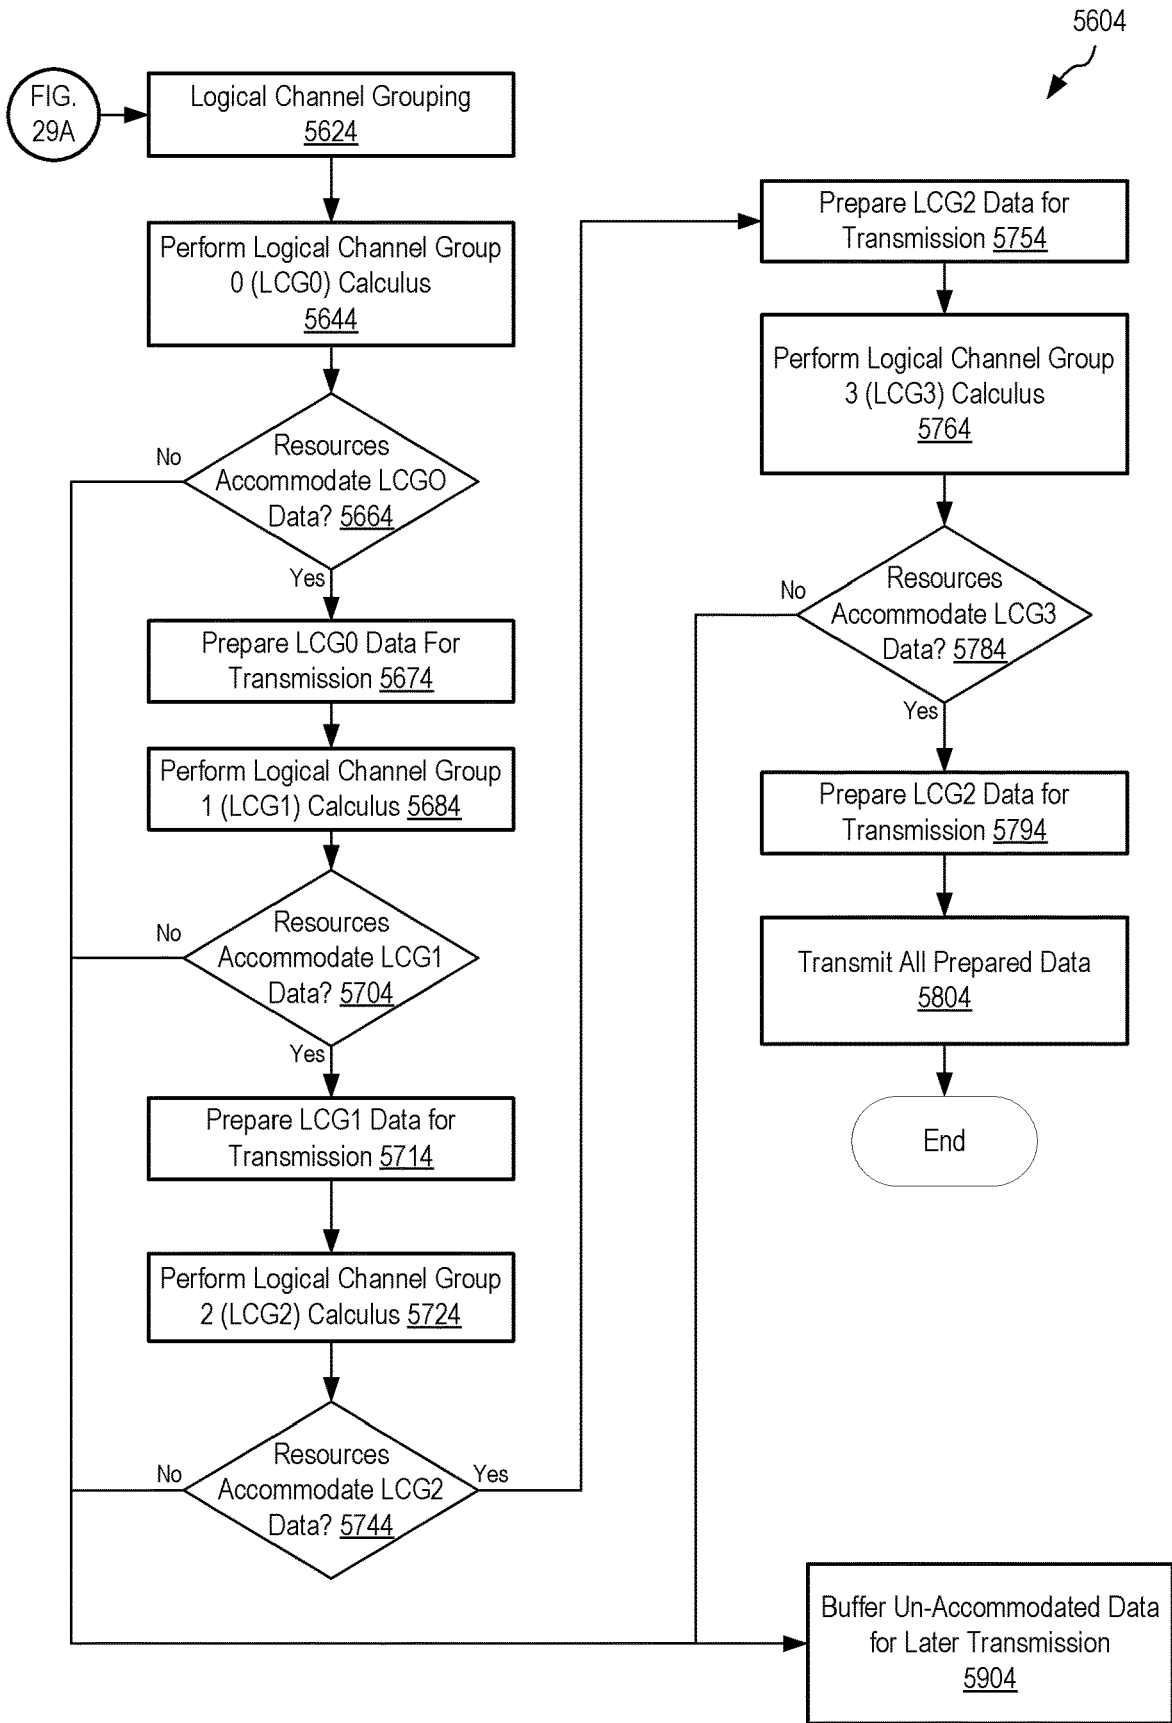 5604
FIG.
29A
Logical Channel Grouping
5624
Perform Logical Channel Group
0 (LCG0) Calculus
5644
Resources
Accommodate LCGO
Data? 5664
No
Yes
Prepare LCG0 Data For
Transmission 5674
Perform Logical Channel Group
1 (LCG1) Calculus 5684
Resources
Accommodate LCG1
Data? 5704
No
Yes
Prepare LCG1 Data for
Transmission 5714
Perform Logical Channel Group
2 (LCG2) Calculus 5724
Resources
Accommodate LCG2
Data? 5744
No
Yes
Prepare LCG2 Data for
Transmission 5754
Perform Logical Channel Group
3 (LCG3) Calculus
5764
Resources
Accommodate LCG3
Data? 5784
No
Yes
Prepare LCG2 Data for
Transmission 5794
Transmit All Prepared Data
5804
End
Buffer Un-Accommodated Data
for Later Transmission
5904